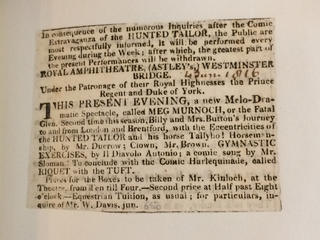 In consequence of the numerous Inquiries after the Comic
Extravaganza of the HUNTED TAILOR, the Public are
most respectfully informed, it will be performed every
Evening during the Week; after which, the greatest part of
the present Performances will be withdrawn.
ROYAL AMPHITHEATRE, (ASTLEY's,) WESTMINSTER
BRIDGE. 4 June 1816
Under the Patronage of their Royal Highnesses the Prince
Regent and Duke of York.
THIS PRESENT EVENING, a new Melo-Dra-
matic Spectacle, called MEG MURNOCH, or the Fatal
Glen. Second time this season, Billy and Mrs. Button's Journey
to and from London and Brentford, with the Eccentricities of
the HUNTED TAILOR and his horse Tallyho! Horseman-
ship, by Mr. Ducrow; Clown, Mr. Brown. GYMNASTIC
EXERCISES, by Il Diavolo Antonio; a comic song by Mr.
Sloman. To conclude with the Comic Harlequinade, called
RIQUET with the TUFT.
Places for the Boxes to be taken of Mr. Kinloch, at the
Theatre, from Ten till Four.—Second price at Half past Eight
o'clock.—Equestrian Tuition, as usual; for particulars, in-
quire of Mr. W. Davis, jun.